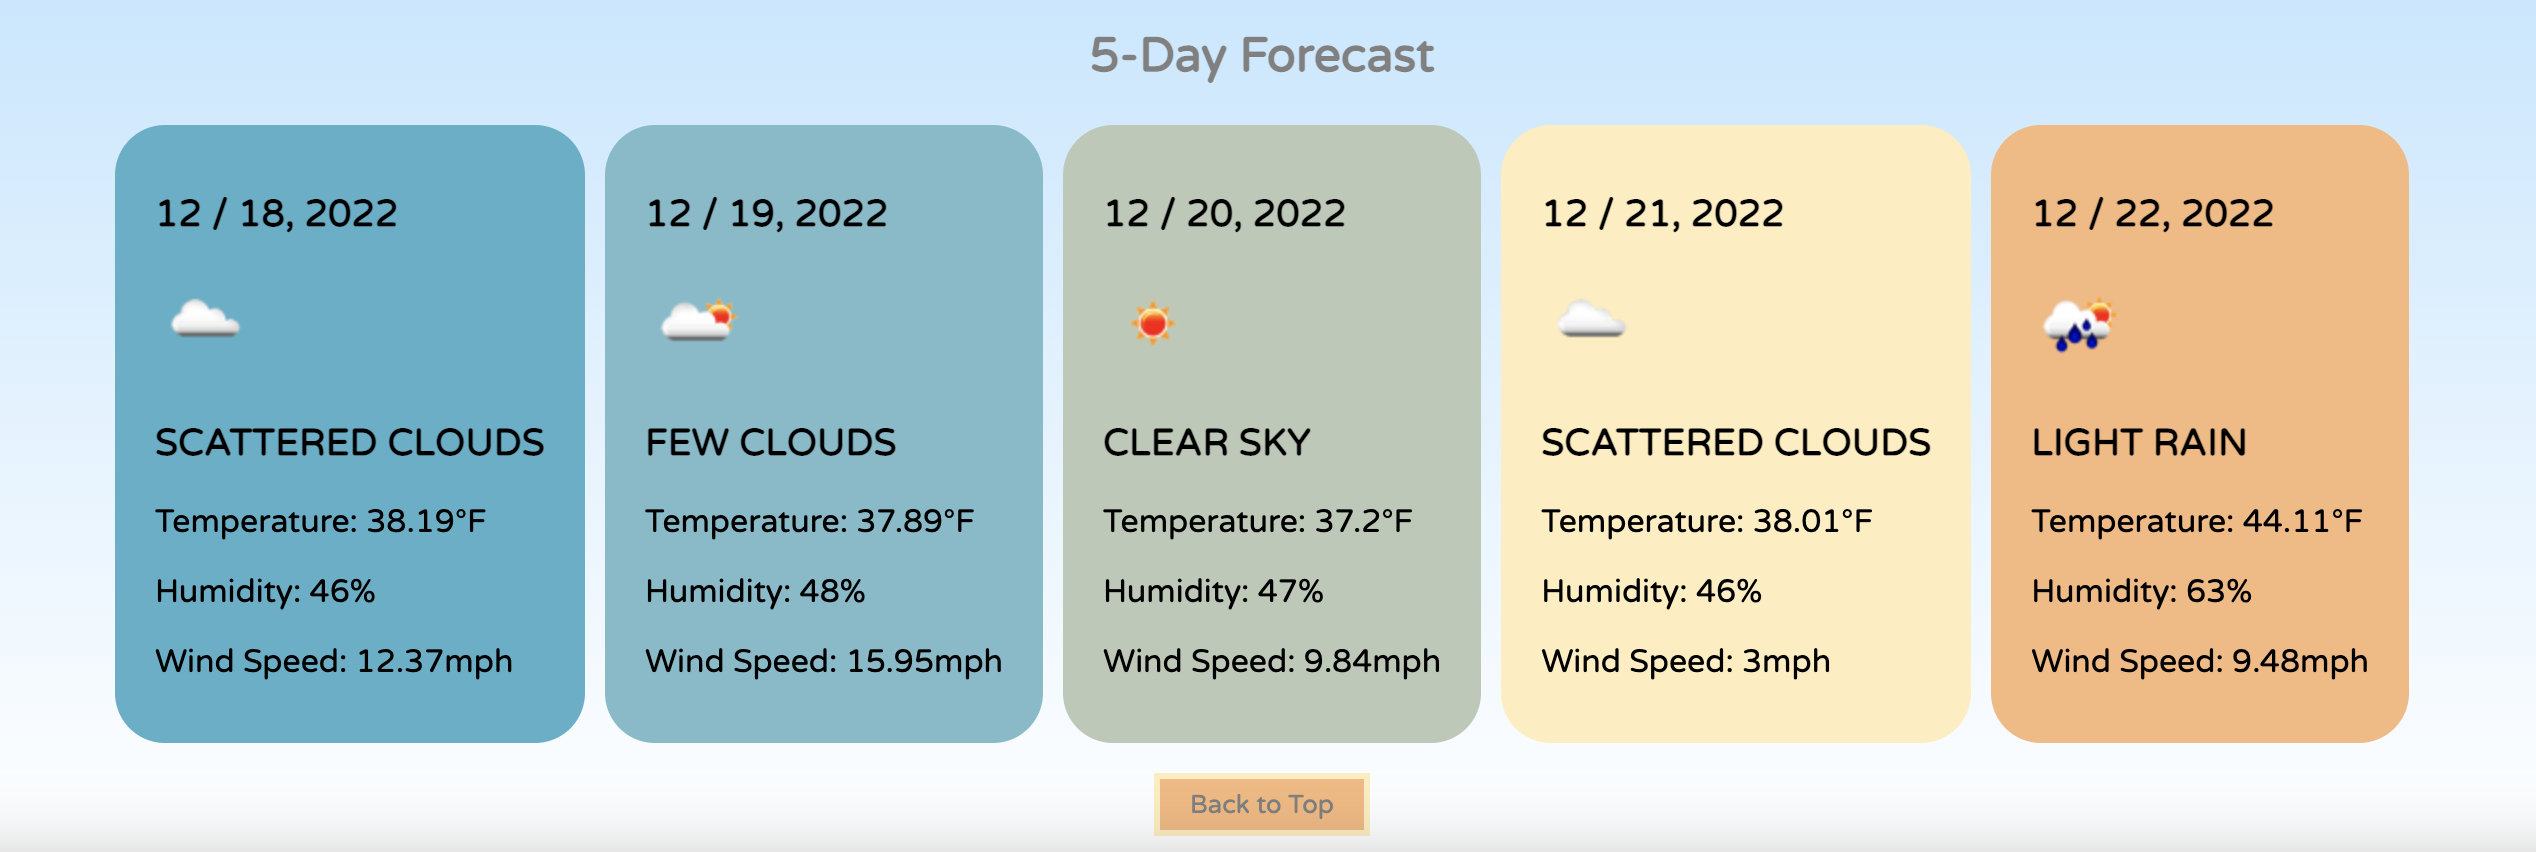 5-Day Forecast
12 / 18, 2022
SCATTERED CLOUDS
Temperature: 38.19°F
Humidity: 46%
Wind Speed: 12.37mph
12 / 19, 2022
FEW CLOUDS
Temperature: 37.89°F
Humidity: 48%
Wind Speed: 15.95mph
12 / 20, 2022
CLEAR SKY
Temperature: 37.2°F
Humidity: 47%
Wind Speed: 9.84mph
12 / 21, 2022
SCATTERED CLOUDS
Temperature: 38.01°F
Humidity: 46%
Wind Speed: 3mph
12 / 22, 2022
LIGHT RAIN
Temperature: 44.11°F
Humidity: 63%
Wind Speed: 9.48mph
Back to Top